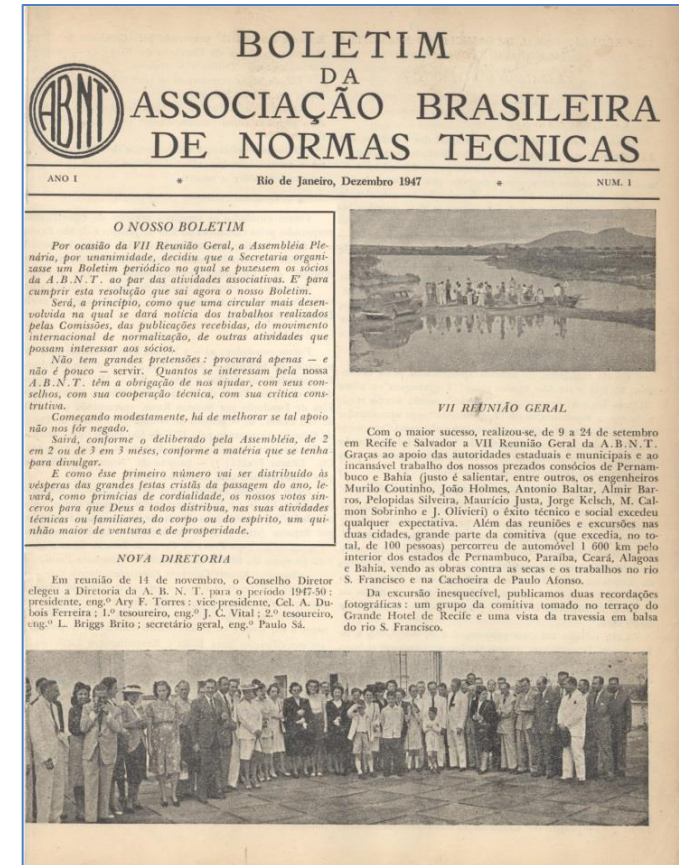 BOLETIM
DA
ABNT
ASSOCIAÇÃO BRASILEIRA
DE NORMAS TECNICAS
ANO I * Rio de Janeiro, Dezembro 1947 * NUM. 1
O NOSSO BOLETIM
Por ocasião da VII Reunião Geral, a Assembléia Ple-
nária, por unanimidade, decidiu que a Secretaria organi-
zasse um Boletim periódico no qual se puzessem os sócios
da A.B.N.T. ao par das atividades associativas. E' para
cumprir esta resolução que sai agora o nosso Boletim.
Será, a princípio, como que uma circular mais desen-
volvida na qual se dará notícia dos trabalhos realizados
pelas Comissões, das publicações recebidas, do movimento
internacional de normalização, de outras atividades que
possam interessar aos sócios.
Não tem grandes pretensões : procurará apenas — e
não é pouco — servir. Quantos se interessam pela nossa
A.B.N.T. têm a obrigação de nos ajudar, com seus con-
selhos, com sua cooperação técnica, com sua crítica cons-
trutiva.
Começando modestamente, há de melhorar se tal apoio
não nos fôr negado.
Sairá, conforme o deliberado pela Assembléia, de 2
em 2 ou de 3 em 3 mêses, conforme a matéria que se tenha
para divulgar.
E como êsse primeiro número vai ser distribuído às
vésperas das grandes festas cristãs da passagem do ano, le-
vará, como primícias de cordialidade, os nossos votos sin-
ceros para que Deus a todos distribua, nas suas atividades
técnicas ou familiares, do corpo ou do espírito, um qui-
nhão maior de venturas e de prosperidade.
NOVA DIRETORIA
Em reunião de 14 de novembro, o Conselho Diretor
elegeu a Diretoria da A. B. N. T. para o período 1947-50 :
presidente, eng.º Ary F. Torres : vice-presidente, Cel. A. Du-
bois Ferreira ; 1.º tesoureiro, eng.º J. C. Vital ; 2.º tesoureiro,
eng.º L. Briggs Brito ; secretário geral, eng.º Paulo Sá.
VII REUNIÃO GERAL
Com o maior sucesso, realizou-se, de 9 a 24 de setembro
em Recife e Salvador a VII Reunião Geral da A.B.N.T.
Graças ao apoio das autoridades estaduais e municipais e ao
incansável trabalho dos nossos prezados consócios de Pernam-
buco e Bahia (justo é salientar, entre outros, os engenheiros
Murilo Coutinho, João Holmes, Antonio Baltar, Almir Bar-
ros, Pelopidas Silveira, Maurício Justa, Jorge Kelsch, M. Cal-
mon Sobrinho e J. Olivieri) o êxito técnico e social excedeu
qualquer expectativa. Além das reuniões e excursões nas
duas cidades, grande parte da comitiva (que excedia, no to-
tal, de 100 pessoas) percorreu de automóvel 1 600 km pelo
interior dos estados de Pernambuco, Paraíba, Ceará, Alagoas
e Bahia, vendo as obras contra as secas e os trabalhos no rio
S. Francisco e na Cachoeira de Paulo Afonso.
Da excursão inesquecível, publicamos duas recordações
fotográficas : um grupo da comitiva tomado no terraço do
Grande Hotel de Recife e uma vista da travessia em balsa
do rio S. Francisco.